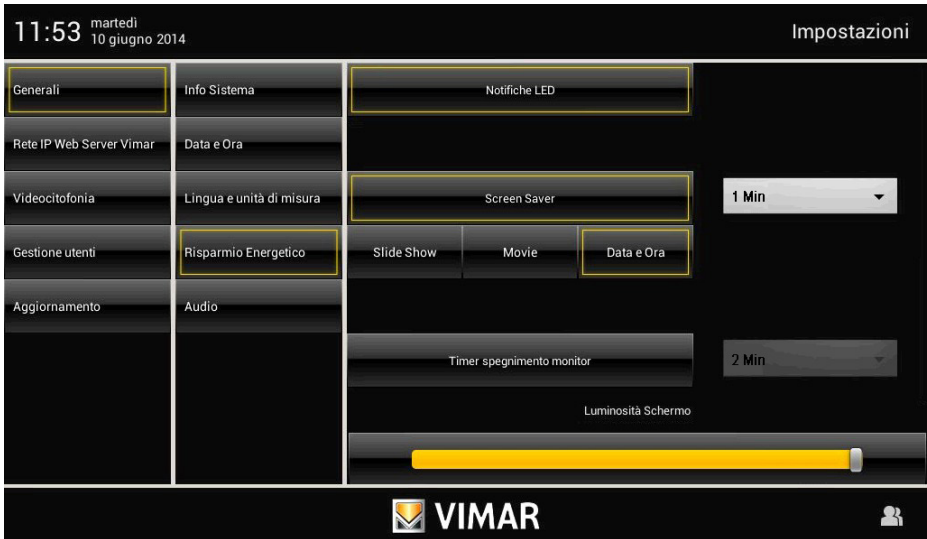 11:53 martedì
10 giugno 2014
Impostazioni
Generali
Rete IP Web Server Vimar
Videocitofonia
Gestione utenti
Aggiornamento
Info Sistema
Data e Ora
Lingua e unità di misura
Risparmio Energetico
Audio
Notifiche LED
Screen Saver
1 Min
Slide Show
Movie
Data e Ora
Timer spegnimento monitor
2 Min
Luminosità Schermo
VIMAR